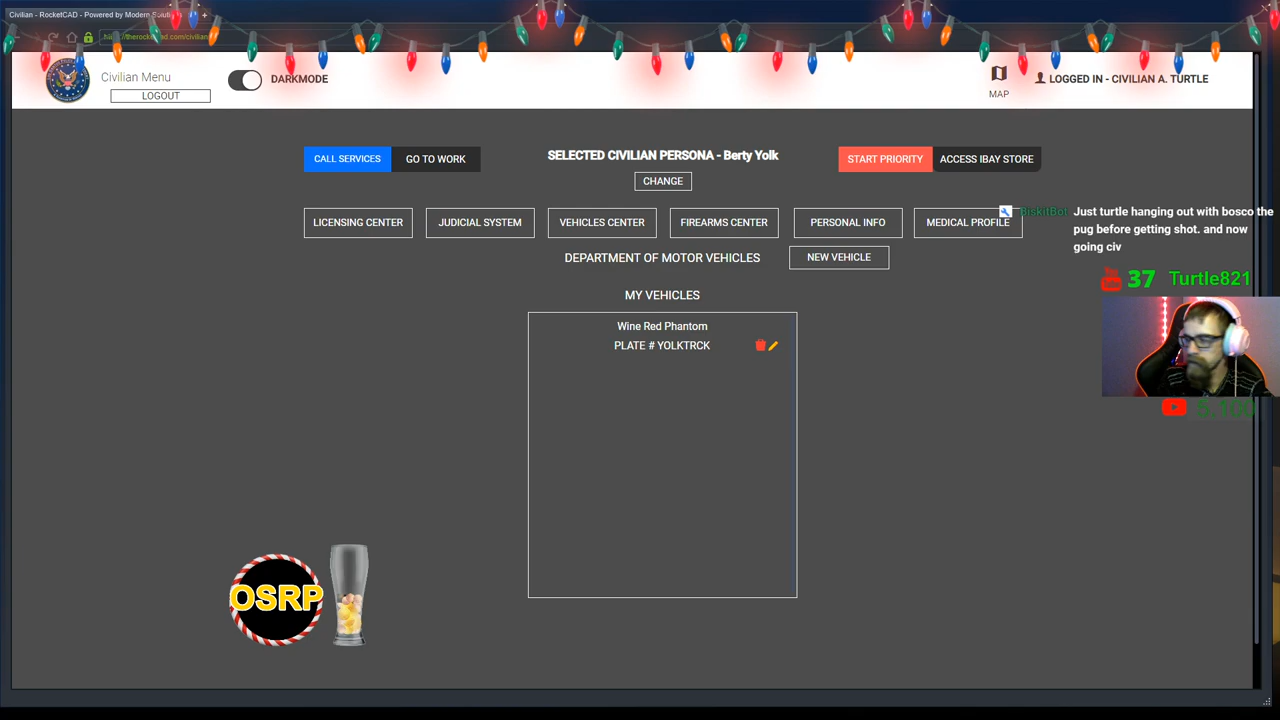 Civilian - RocketCAD - Powered by Modern Soluti
Civilian Menu
LOGOUT
DARKMODE
MAP
LOGGED IN - CIVILIAN A. TURTLE
CALL SERVICES
GO TO WORK
SELECTED CIVILIAN PERSONA - Berty Yolk
CHANGE
START PRIORITY
ACCESS IBAY STORE
LICENSING CENTER
JUDICIAL SYSTEM
VEHICLES CENTER
FIREARMS CENTER
PERSONAL INFO
MEDICAL PROFILE
BiskitBot Just turtle hanging out with bosco the
pug before getting shot. and now
going civ
DEPARTMENT OF MOTOR VEHICLES
NEW VEHICLE
37 Turtle821
MY VEHICLES
Wine Red Phantom
PLATE # YOLKTRCK
5,100
OSRP